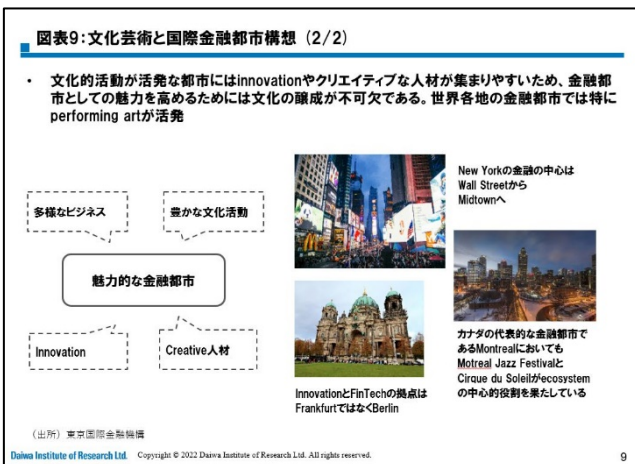 図表9：文化芸術と国際金融都市構想（2/2）
・ 文化的活動が活発な都市にはinnovationやクリエイティブな人材が集まりやすいため、金融都
市としての魅力を高めるためには文化の醸成が不可欠である。世界各地の金融都市では特に
performing artが活発
多様なビジネス
豊かな文化活動
魅力的な金融都市
Innovation
Creative人材
New Yorkの金融の中心は
Wall Streetから
Midtownへ
InnovationとFinTechの拠点は
FrankfurtではなくBerlin
カナダの代表的な金融都市で
あるMontrealにおいても
Motreal Jazz Festivalと
Cirque du Soleilがecosystem
の中心的役割を果たしている
（出所）東京国際金融機構
Daiwa Institute of Research Ltd. Copyright © 2022 Daiwa Institute of Research Ltd. All rights reserved.
9